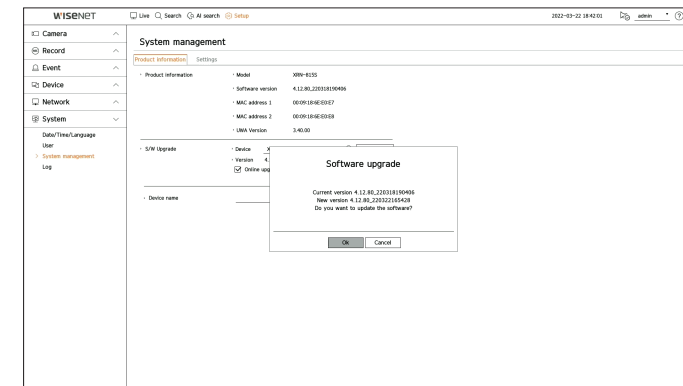 WISENET
Live Search AI search Setup
2022-03-22 18:42:01 admin
Camera
Record
Event
Device
Network
System
Date/Time/Language
User
System management
Log
System management
Product information Settings
Product information
Model XRN-815S
Software version 4.12.80_220318190406
MAC address 1 00:09:18:6E:E0:E7
MAC address 2 00:09:18:6E:E0:E8
UWA Version 3.40.00
S/W Upgrade
Device X
Version 4.
Online upg
Device name
Software upgrade
Current version 4.12.80_220318190406
New version 4.12.80_220322165428
Do you want to update the software?
Ok Cancel